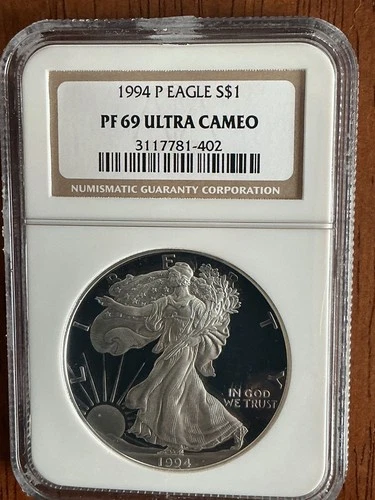 1994 P EAGLE S$1
PF 69 ULTRA CAMEO
3117781-402
NUMISMATIC GUARANTY CORPORATION
LIBERTY
IN GOD
WE TRUST
1994